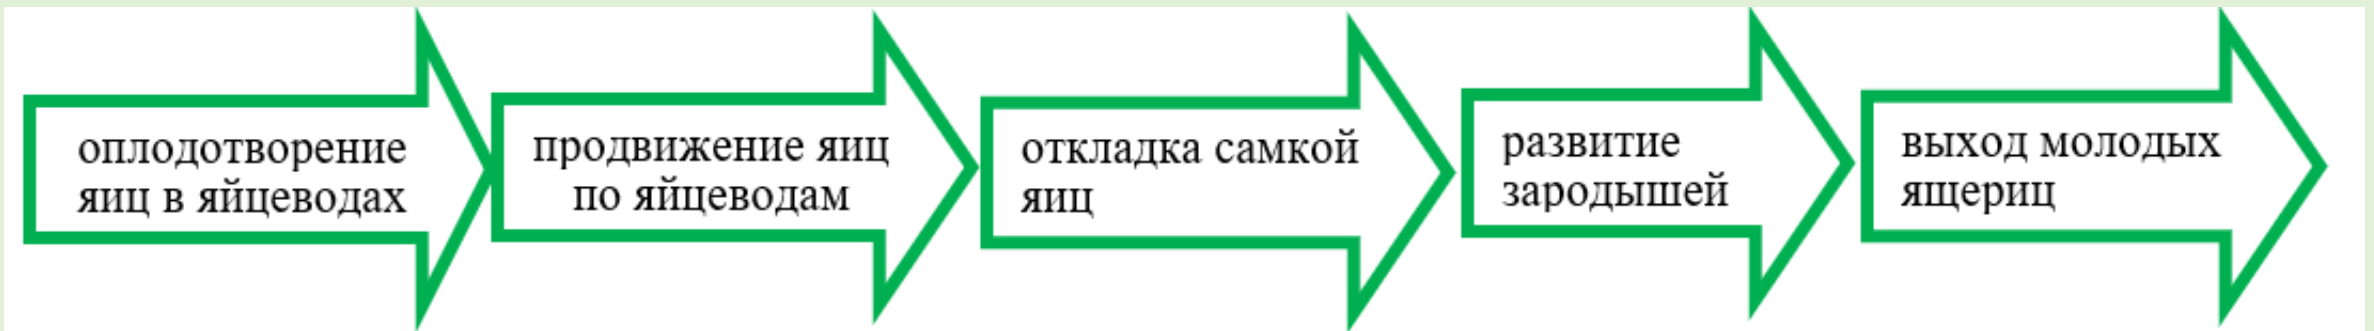 оплодотворение
яиц в яйцеводах
продвижение яиц
по яйцеводам
откладка самкой
яиц
развитие
зародышей
выход молодых
ящериц